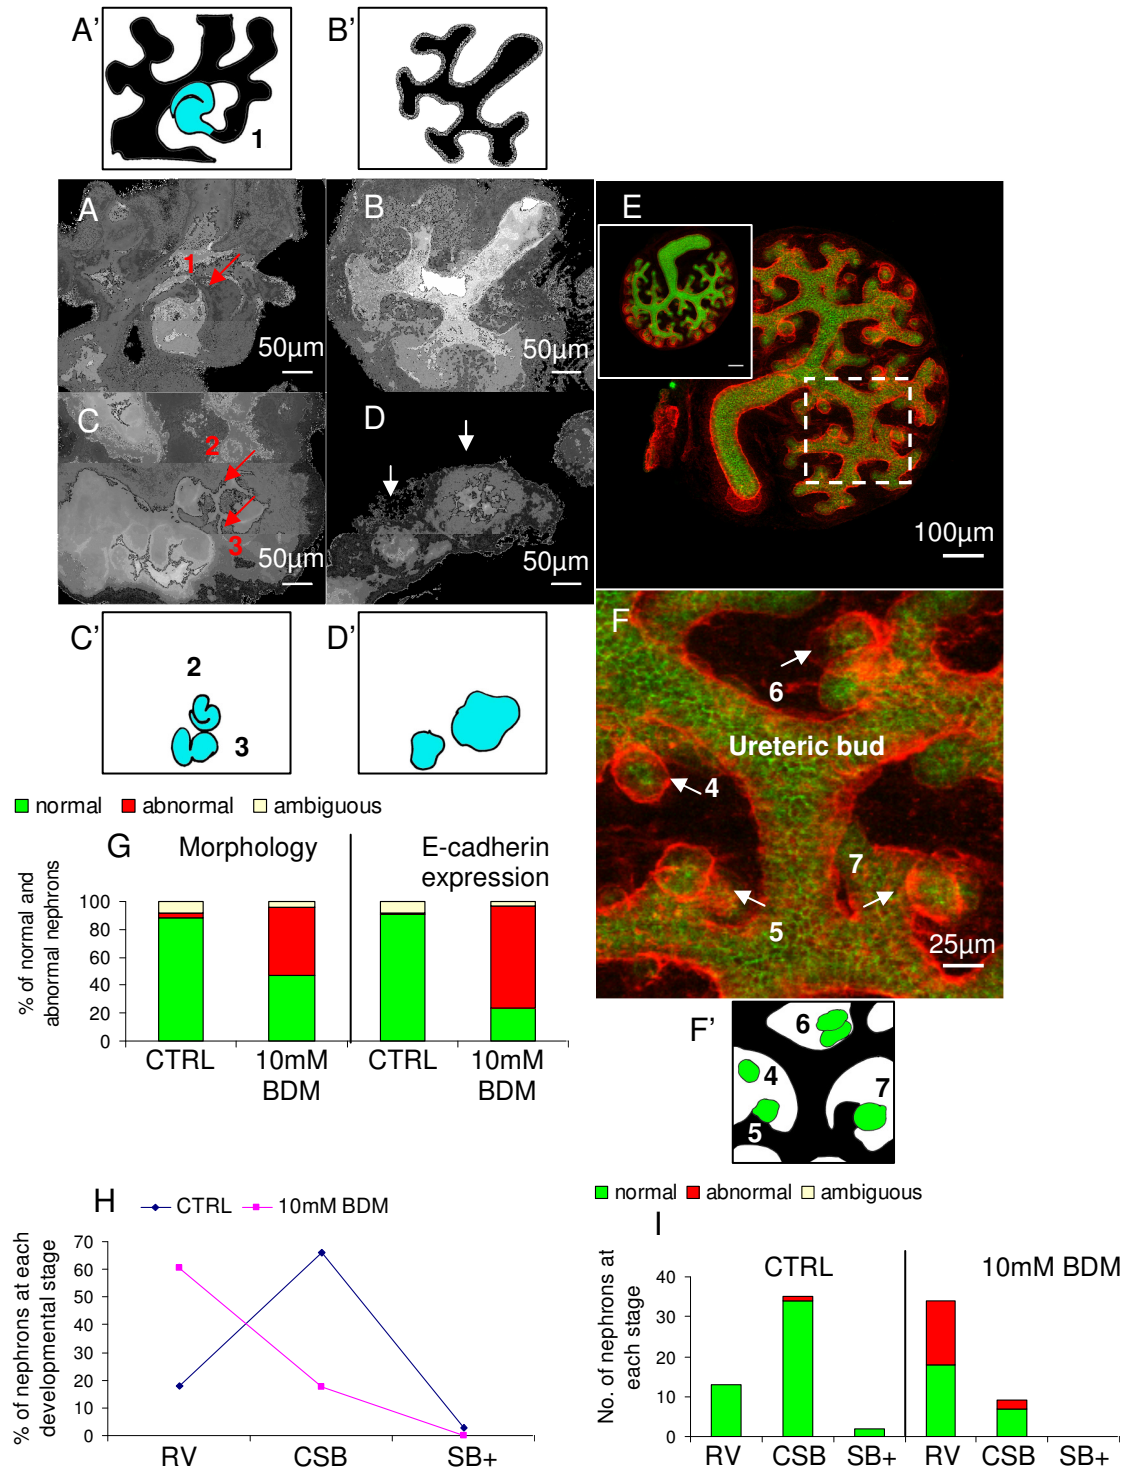 A'
B'
1
A
1
50µm
B
50µm
E
100µm
C
2
3
50µm
D
50µm
C'
2
3
D'
F
6
Ureteric bud
4
7
5
25µm
F'
6
4
7
5
normal abnormal ambiguous
G Morphology E-cadherin
expression
% of normal and
abnormal nephrons
100
80
60
40
20
0
CTRL 10mM CTRL 10mM
BDM BDM
H CTRL 10mM BDM
% of nephrons at each
developmental stage
70
60
50
40
30
20
10
0
RV CSB SB+
normal abnormal ambiguous
I
CTRL 10mM BDM
No. of nephrons at
each stage
40
30
20
10
0
RV CSB SB+ RV CSB SB+